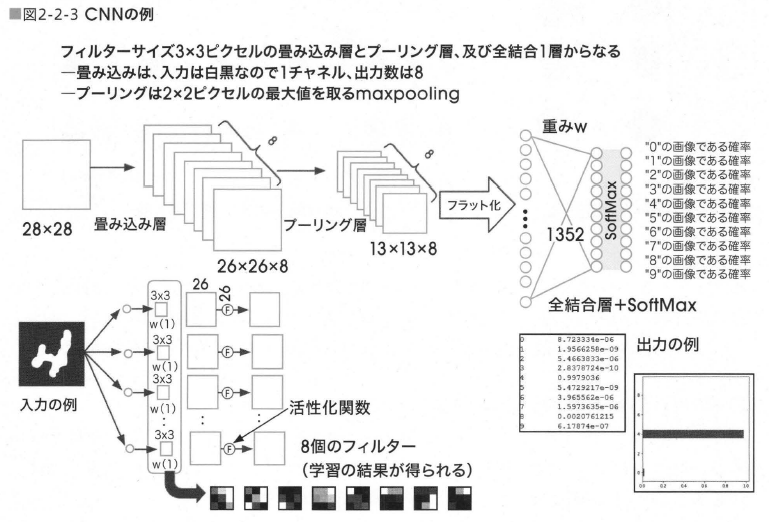 ■図2-2-3 CNNの例
フィルターサイズ3×3ピクセルの畳み込み層とプーリング層、及び全結合1層からなる
—畳み込みは、入力は白黒なので1チャネル、出力数は8
—プーリングは2×2ピクセルの最大値を取るmaxpooling
28×28
畳み込み層
8
26×26×8
プーリング層
8
13×13×8
フラット化
重みw
1352
SoftMax
"0"の画像である確率
"1"の画像である確率
"2"の画像である確率
"3"の画像である確率
"4"の画像である確率
"5"の画像である確率
"6"の画像である確率
"7"の画像である確率
"8"の画像である確率
"9"の画像である確率
全結合層+SoftMax
入力の例
3x3
w(1)
3x3
w(1)
3x3
w(1)
3x3
w(1)
26
26
F
F
F
F
活性化関数
8個のフィルター
(学習の結果が得られる)
0 8.723334e-06
1 1.9566258e-09
2 5.4663833e-06
3 2.8378724e-10
4 0.9979036
5 5.4729217e-09
6 3.965562e-06
7 1.5973635e-06
8 0.0020761215
9 6.17874e-07
出力の例
8
6
4
2
0
0.0 0.2 0.4 0.6 0.8 1.0